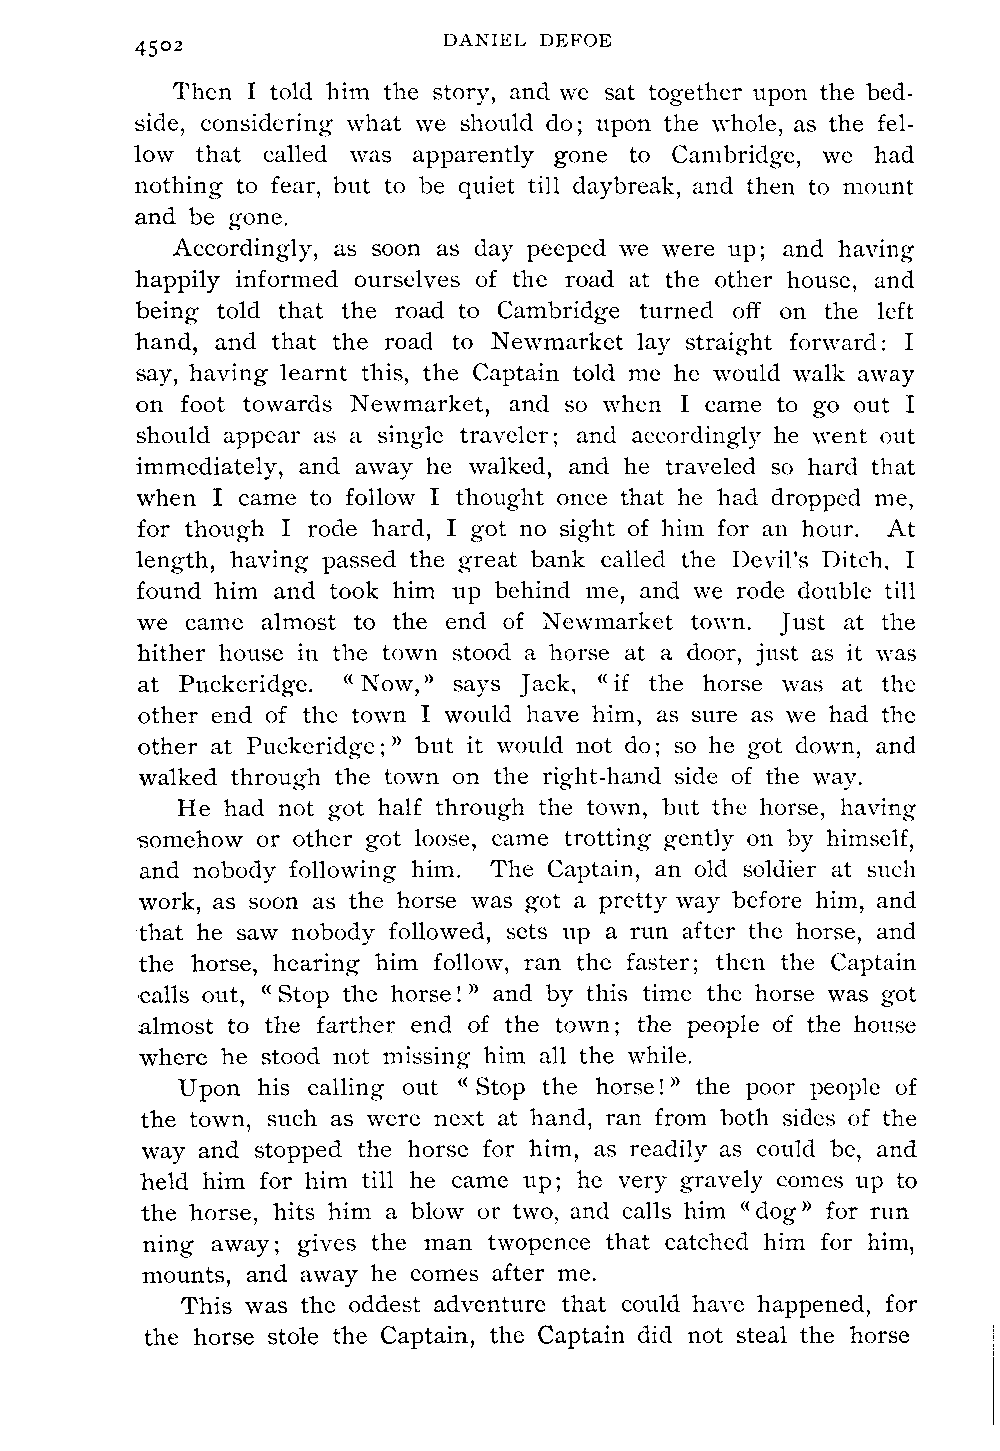 4502 DANIEL DEFOE
Then I told him the story, and we sat together upon the bed-
side, considering what we should do; upon the whole, as the fel-
low that called was apparently gone to Cambridge, we had
nothing to fear, but to be quiet till daybreak, and then to mount
and be gone.
Accordingly, as soon as day peeped we were up; and having
happily informed ourselves of the road at the other house, and
being told that the road to Cambridge turned off on the left
hand, and that the road to Newmarket lay straight forward: I
say, having learnt this, the Captain told me he would walk away
on foot towards Newmarket, and so when I came to go out I
should appear as a single traveler; and accordingly he went out
immediately, and away he walked, and he traveled so hard that
when I came to follow I thought once that he had dropped me,
for though I rode hard, I got no sight of him for an hour. At
length, having passed the great bank called the Devil's Ditch, I
found him and took him up behind me, and we rode double till
we came almost to the end of Newmarket town. Just at the
hither house in the town stood a horse at a door, just as it was
at Puckeridge. « Now,» says Jack, « if the horse was at the
other end of the town I would have him, as sure as we had the
other at Puckeridge;» but it would not do; so he got down, and
walked through the town on the right-hand side of the way.
He had not got half through the town, but the horse, having
somehow or other got loose, came trotting gently on by himself,
and nobody following him. The Captain, an old soldier at such
work, as soon as the horse was got a pretty way before him, and
that he saw nobody followed, sets up a run after the horse, and
the horse, hearing him follow, ran the faster; then the Captain
calls out, « Stop the horse!» and by this time the horse was got
almost to the farther end of the town; the people of the house
where he stood not missing him all the while.
Upon his calling out « Stop the horse!» the poor people of
the town, such as were next at hand, ran from both sides of the
way and stopped the horse for him, as readily as could be, and
held him for him till he came up; he very gravely comes up to
the horse, hits him a blow or two, and calls him « dog» for run
ning away; gives the man twopence that catched him for him,
mounts, and away he comes after me.
This was the oddest adventure that could have happened, for
the horse stole the Captain, the Captain did not steal the horse